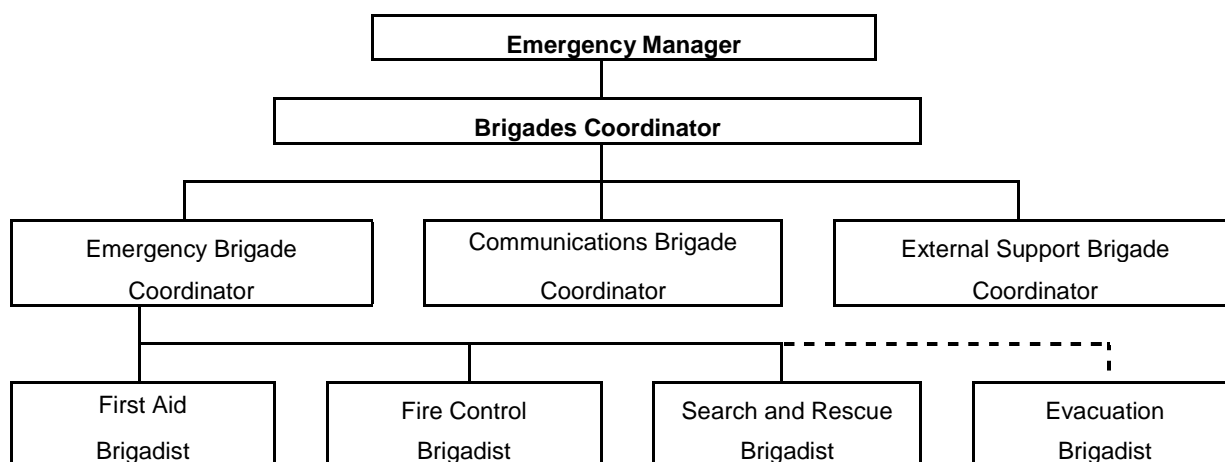 Emergency Manager
Brigades Coordinator
Emergency Brigade
Coordinator
Communications Brigade
Coordinator
External Support Brigade
Coordinator
First Aid
Brigadist
Fire Control
Brigadist
Search and Rescue
Brigadist
Evacuation
Brigadist